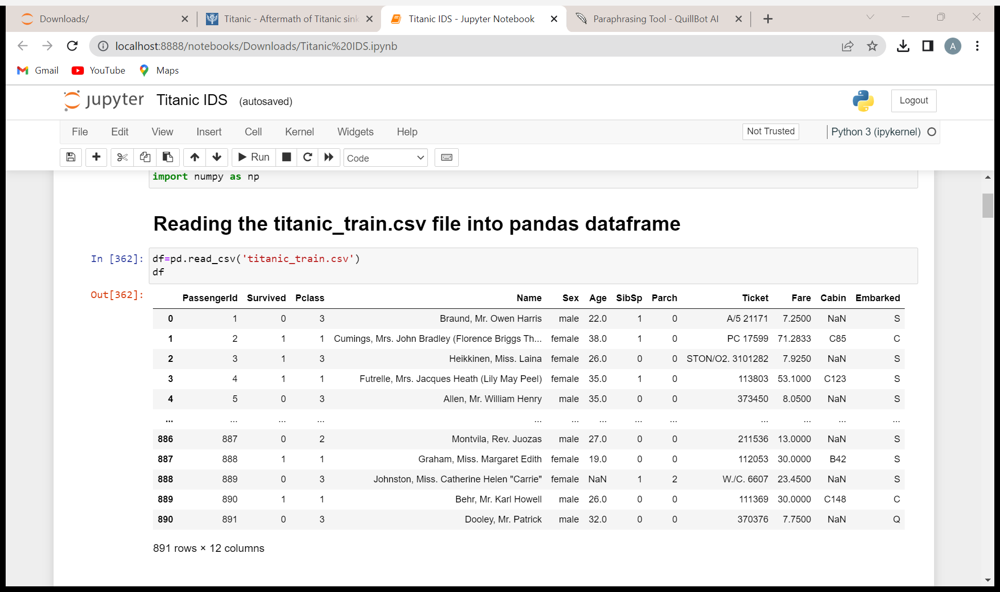 Downloads/
Titanic - Aftermath of Titanic sink
Titanic IDS - Jupyter Notebook
Paraphrasing Tool - QuillBot AI
localhost:8888/notebooks/Downloads/Titanic%20IDS.ipynb
A
Gmail YouTube Maps
jupyter Titanic IDS (autosaved)
Logout
File Edit View Insert Cell Kernel Widgets Help
Not Trusted
Python 3 (ipykernel)
Run
Code
import numpy as np
Reading the titanic_train.csv file into pandas dataframe
In [362]: df=pd.read_csv('titanic_train.csv')
df
Out[362]:
PassengerId Survived Pclass Name Sex Age SibSp Parch Ticket Fare Cabin Embarked
0 1 0 3 Braund, Mr. Owen Harris male 22.0 1 0 A/5 21171 7.2500 NaN S
1 2 1 1 Cumings, Mrs. John Bradley (Florence Briggs Th... female 38.0 1 0 PC 17599 71.2833 C85 C
2 3 1 3 Heikkinen, Miss. Laina female 26.0 0 0 STON/O2. 3101282 7.9250 NaN S
3 4 1 1 Futrelle, Mrs. Jacques Heath (Lily May Peel) female 35.0 1 0 113803 53.1000 C123 S
4 5 0 3 Allen, Mr. William Henry male 35.0 0 0 373450 8.0500 NaN S
... ... ... ... ... ... ... ... ... ... ... ... ...
886 887 0 2 Montvila, Rev. Juozas male 27.0 0 0 211536 13.0000 NaN S
887 888 1 1 Graham, Miss. Margaret Edith female 19.0 0 0 112053 30.0000 B42 S
888 889 0 3 Johnston, Miss. Catherine Helen "Carrie" female NaN 1 2 W./C. 6607 23.4500 NaN S
889 890 1 1 Behr, Mr. Karl Howell male 26.0 0 0 111369 30.0000 C148 C
890 891 0 3 Dooley, Mr. Patrick male 32.0 0 0 370376 7.7500 NaN Q
891 rows × 12 columns